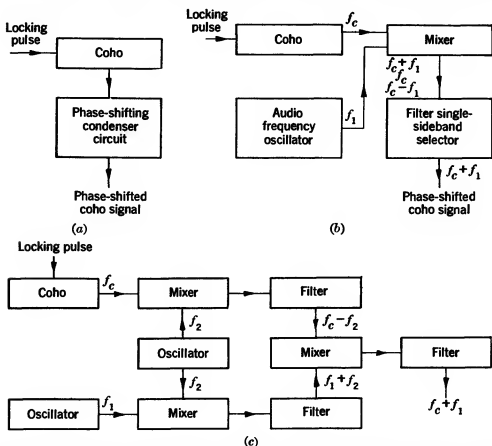 Locking
pulse
Coho
Phase-shifting
condenser
circuit
Phase-shifted
coho signal
(a)
Locking
pulse
Coho
f_c
Mixer
f_c + f_1
f_c
f_c − f_1
Audio
frequency
oscillator
f_1
Filter single-
sideband
selector
f_c + f_1
Phase-shifted
coho signal
(b)
Locking pulse
Coho
f_c
Mixer
Filter
f_2
f_c − f_2
Oscillator
Mixer
Filter
f_2
f_1 + f_2
f_c + f_1
Oscillator
f_1
Mixer
Filter
(c)